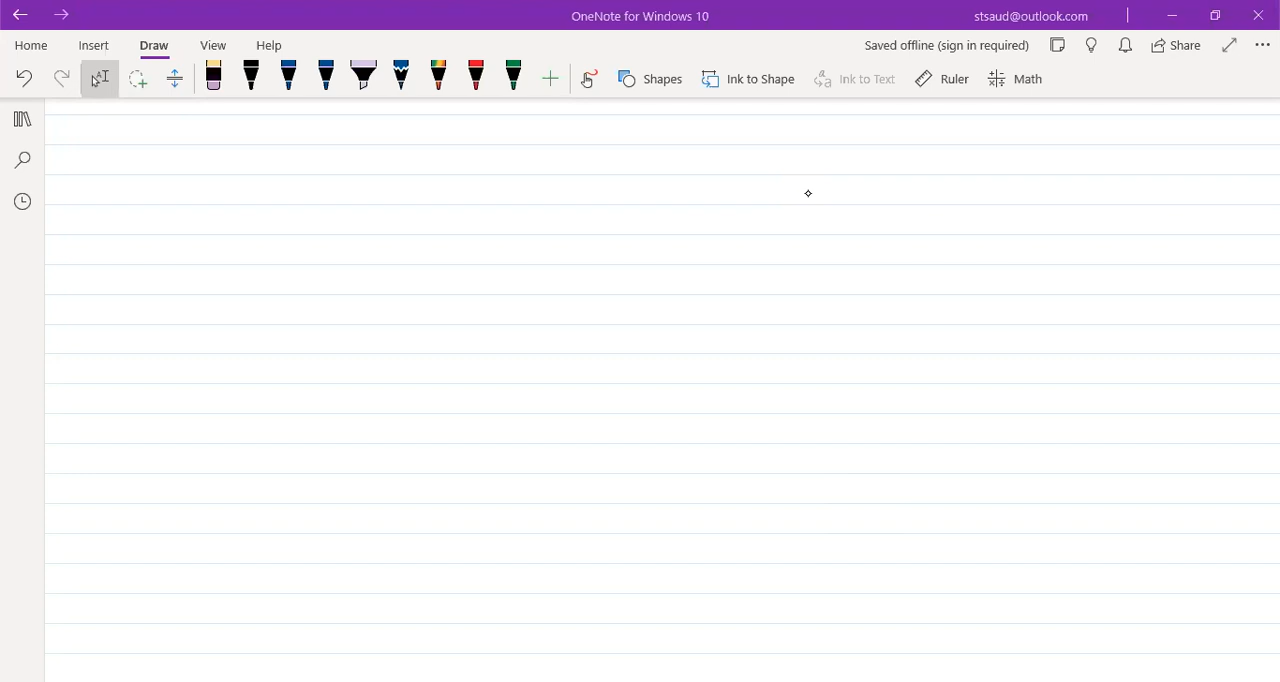 OneNote for Windows 10 stsaud@outlook.com
Home Insert Draw View Help Saved offline (sign in required) Share
Shapes Ink to Shape Ink to Text Ruler Math